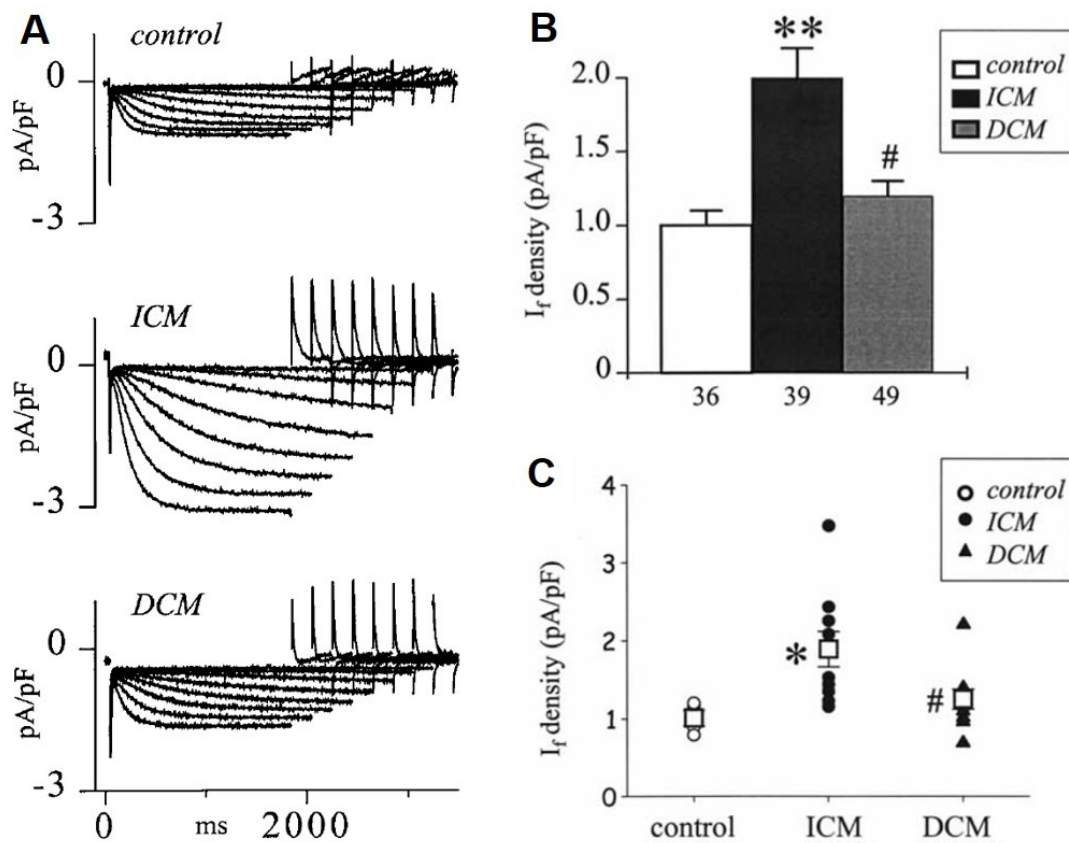 A
control
0
pA/pF
-3
ICM
0
pA/pF
-3
DCM
0
pA/pF
-3
0 ms 2000
B
**
#
2.0
1.5
1.0
0.5
0
I_f density (pA/pF)
36 39 49
control
ICM
DCM
C
4
3
2
1
0
I_f density (pA/pF)
*
#
control
ICM
DCM
control ICM DCM